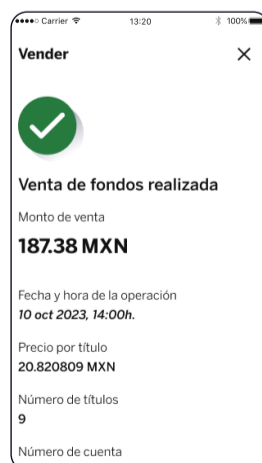 Carrier 13:20 100%
Vender
Venta de fondos realizada
Monto de venta
187.38 MXN
Fecha y hora de la operación
10 oct 2023, 14:00h.
Precio por título
20.820809 MXN
Número de títulos
9
Número de cuenta